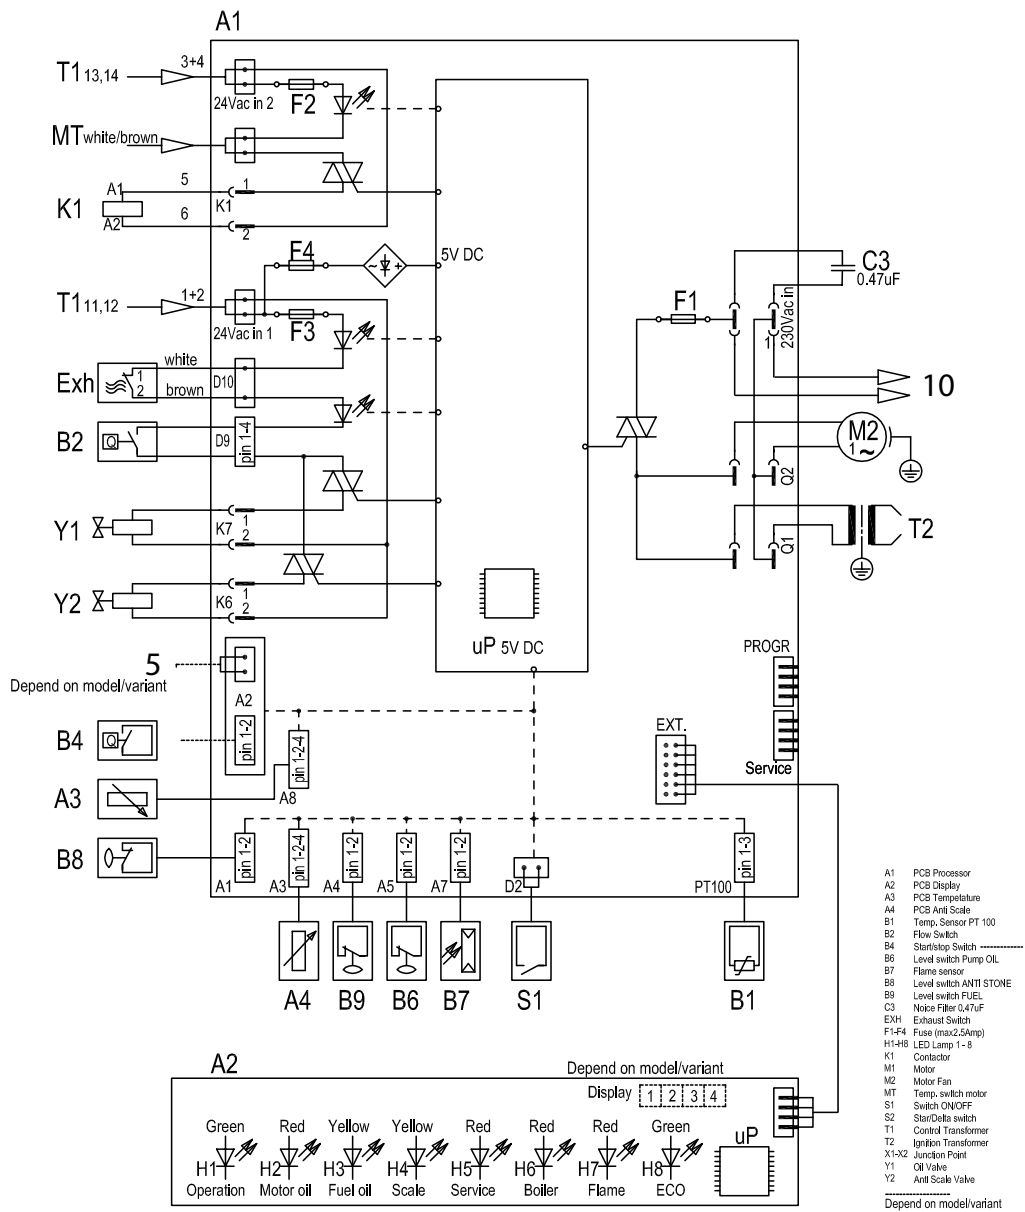 A1
T1 13,14
3+4
24Vac in 2
F2
MT white/brown
K1
A1
A2
5
6
1
K1
2
F4
5V DC
T1 11,12
1+2
24Vac in 1
F3
Exh
1
2
white
brown
D10
B2
Q
D9
pin 1-4
Y1
K7
1
2
Y2
K6
1
2
uP 5V DC
F1
C3
0.47uF
1
230Vac in
10
M2
1~
Q2
Q1
T2
5
Depend on model/variant
A2
pin 1-2
B4
Q
pin 1-2-4
A8
A3
B8
PROGR
EXT.
Service
pin 1-2
pin 1-2-4
pin 1-2
pin 1-2
pin 1-2
pin 1-3
A1
A3
A4
A5
A7
D2
PT100
A4
B9
B6
B7
S1
B1
A1 PCB Processor
A2 PCB Display
A3 PCB Tempetature
A4 PCB Anti Scale
B1 Temp. Sensor PT 100
B2 Flow Switch
B4 Start/stop Switch -------------
B6 Level switch Pump OIL
B7 Flame sensor
B8 Level switch ANTI STONE
B9 Level switch FUEL
C3 Noice Filter 0,47uF
EXH Exhaust Switch
F1-F4 Fuse (max2.5Amp)
H1-H8 LED Lamp 1 - 8
K1 Contactor
M1 Motor
M2 Motor Fan
MT Temp. switch motor
S1 Switch ON/OFF
S2 Star/Delta switch
T1 Control Transformer
T2 Ignition Transformer
X1-X2 Junction Point
Y1 Oil Valve
Y2 Anti Scale Valve
--------------------
Depend on model/variant
A2
Depend on model/variant
Display 1 2 3 4
Green Red Yellow Yellow Red Red Red Green
uP
H1 H2 H3 H4 H5 H6 H7 H8
Operation Motor oil Fuel oil Scale Service Boiler Flame ECO